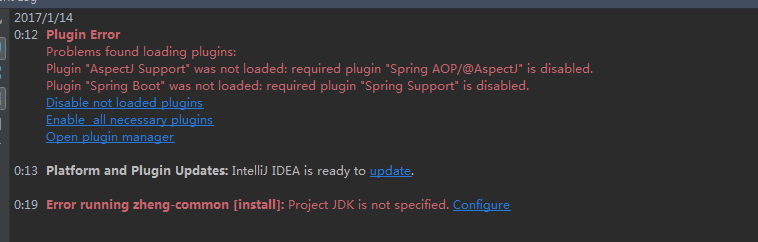 2017/1/14
0:12 Plugin Error
Problems found loading plugins:
Plugin "AspectJ Support" was not loaded: required plugin "Spring AOP/@AspectJ" is disabled.
Plugin "Spring Boot" was not loaded: required plugin "Spring Support" is disabled.
Disable not loaded plugins
Enable all necessary plugins
Open plugin manager
0:13 Platform and Plugin Updates: IntelliJ IDEA is ready to update.
0:19 Error running zheng-common [install]: Project JDK is not specified. Configure